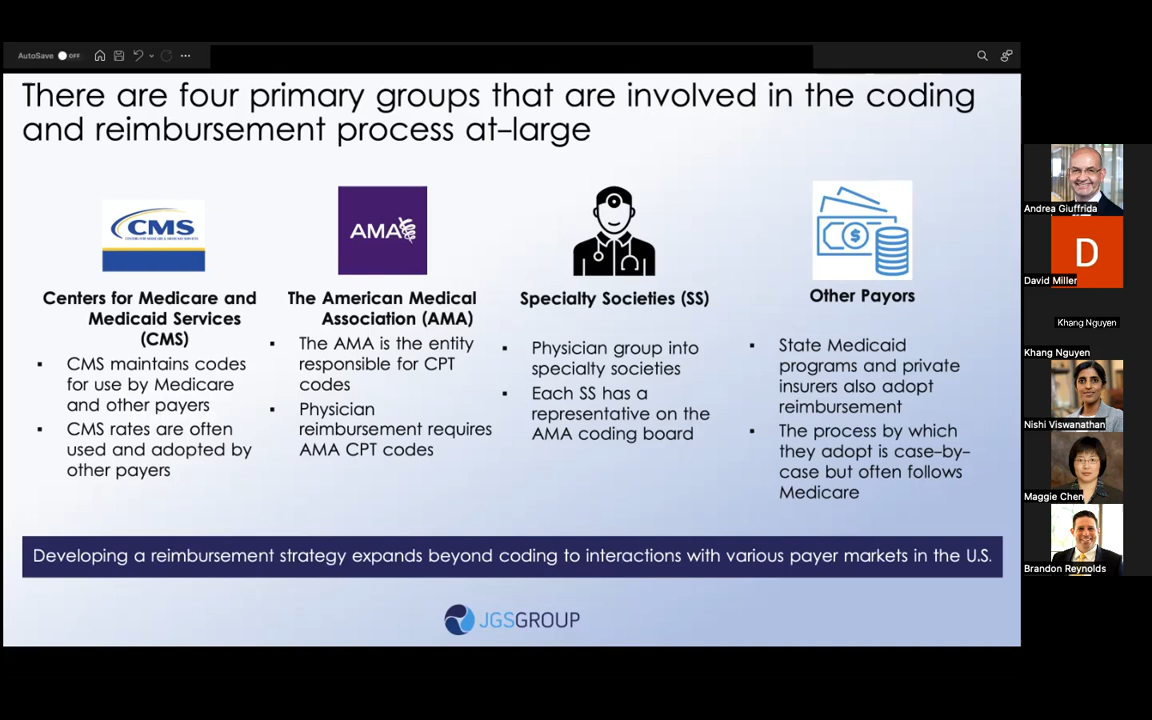 AutoSave OFF
There are four primary groups that are involved in the coding
and reimbursement process at–large
CMS
AMA
Centers for Medicare and
Medicaid Services
(CMS)
▪ CMS maintains codes
for use by Medicare
and other payers
▪ CMS rates are often
used and adopted by
other payers
The American Medical
Association (AMA)
▪ The AMA is the entity
responsible for CPT
codes
▪ Physician
reimbursement requires
AMA CPT codes
Specialty Societies (SS)
▪ Physician group into
specialty societies
▪ Each SS has a
representative on the
AMA coding board
$
Other Payors
▪ State Medicaid
programs and private
insurers also adopt
reimbursement
▪ The process by which
they adopt is case–by–
case but often follows
Medicare
Developing a reimbursement strategy expands beyond coding to interactions with various payer markets in the U.S.
JGSGROUP
Andrea Giuffrida
D
David Miller
Khang Nguyen
Khang Nguyen
Nishi Viswanathan
Maggie Chen
Brandon Reynolds